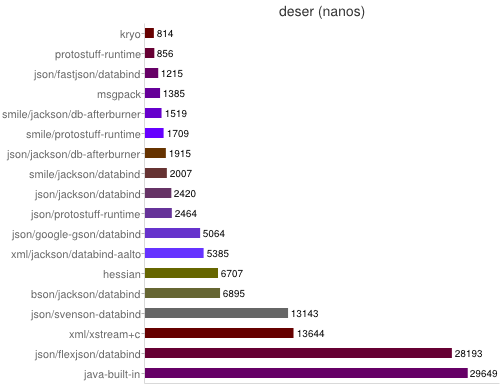 deser (nanos)
kryo 814
protostuff-runtime 856
json/fastjson/databind 1215
msgpack 1385
smile/jackson/db-afterburner 1519
smile/protostuff-runtime 1709
json/jackson/db-afterburner 1915
smile/jackson/databind 2007
json/jackson/databind 2420
json/protostuff-runtime 2464
json/google-gson/databind 5064
xml/jackson/databind-aalto 5385
hessian 6707
bson/jackson/databind 6895
json/svenson-databind 13143
xml/xstream+c 13644
json/flexjson/databind 28193
java-built-in 29649